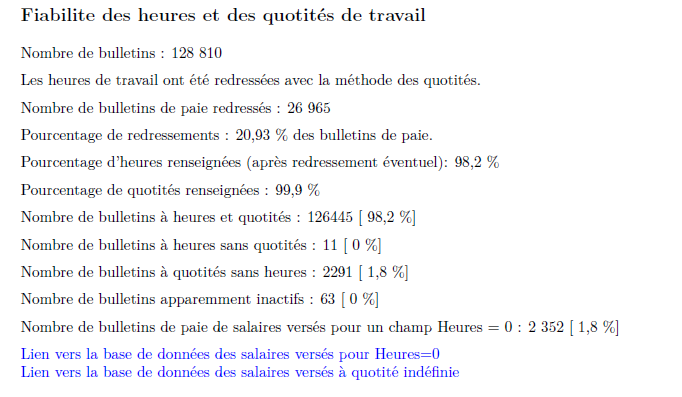 Fiabilite des heures et des quotités de travail
Nombre de bulletins : 128 810
Les heures de travail ont été redressées avec la méthode des quotités.
Nombre de bulletins de paie redressés : 26 965
Pourcentage de redressements : 20,93 % des bulletins de paie.
Pourcentage d'heures renseignées (après redressement éventuel): 98,2 %
Pourcentage de quotités renseignées : 99,9 %
Nombre de bulletins à heures et quotités : 126445 [ 98,2 %]
Nombre de bulletins à heures sans quotités : 11 [ 0 %]
Nombre de bulletins à quotités sans heures : 2291 [ 1,8 %]
Nombre de bulletins apparemment inactifs : 63 [ 0 %]
Nombre de bulletins de paie de salaires versés pour un champ Heures = 0 : 2 352 [ 1,8 %]
Lien vers la base de données des salaires versés pour Heures=0
Lien vers la base de données des salaires versés à quotité indéfinie